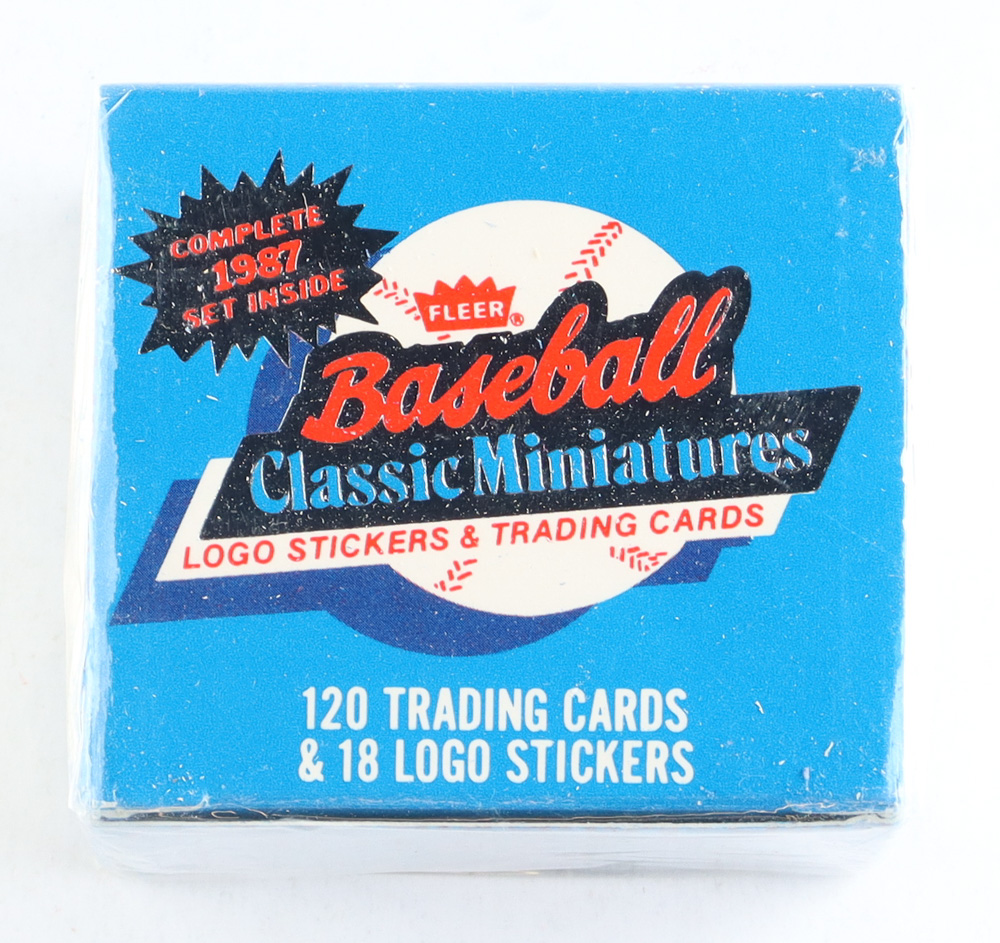 COMPLETE
1987
SET INSIDE
FLEER®
Baseball
Classic Miniatures
LOGO STICKERS & TRADING CARDS
120 TRADING CARDS
& 18 LOGO STICKERS